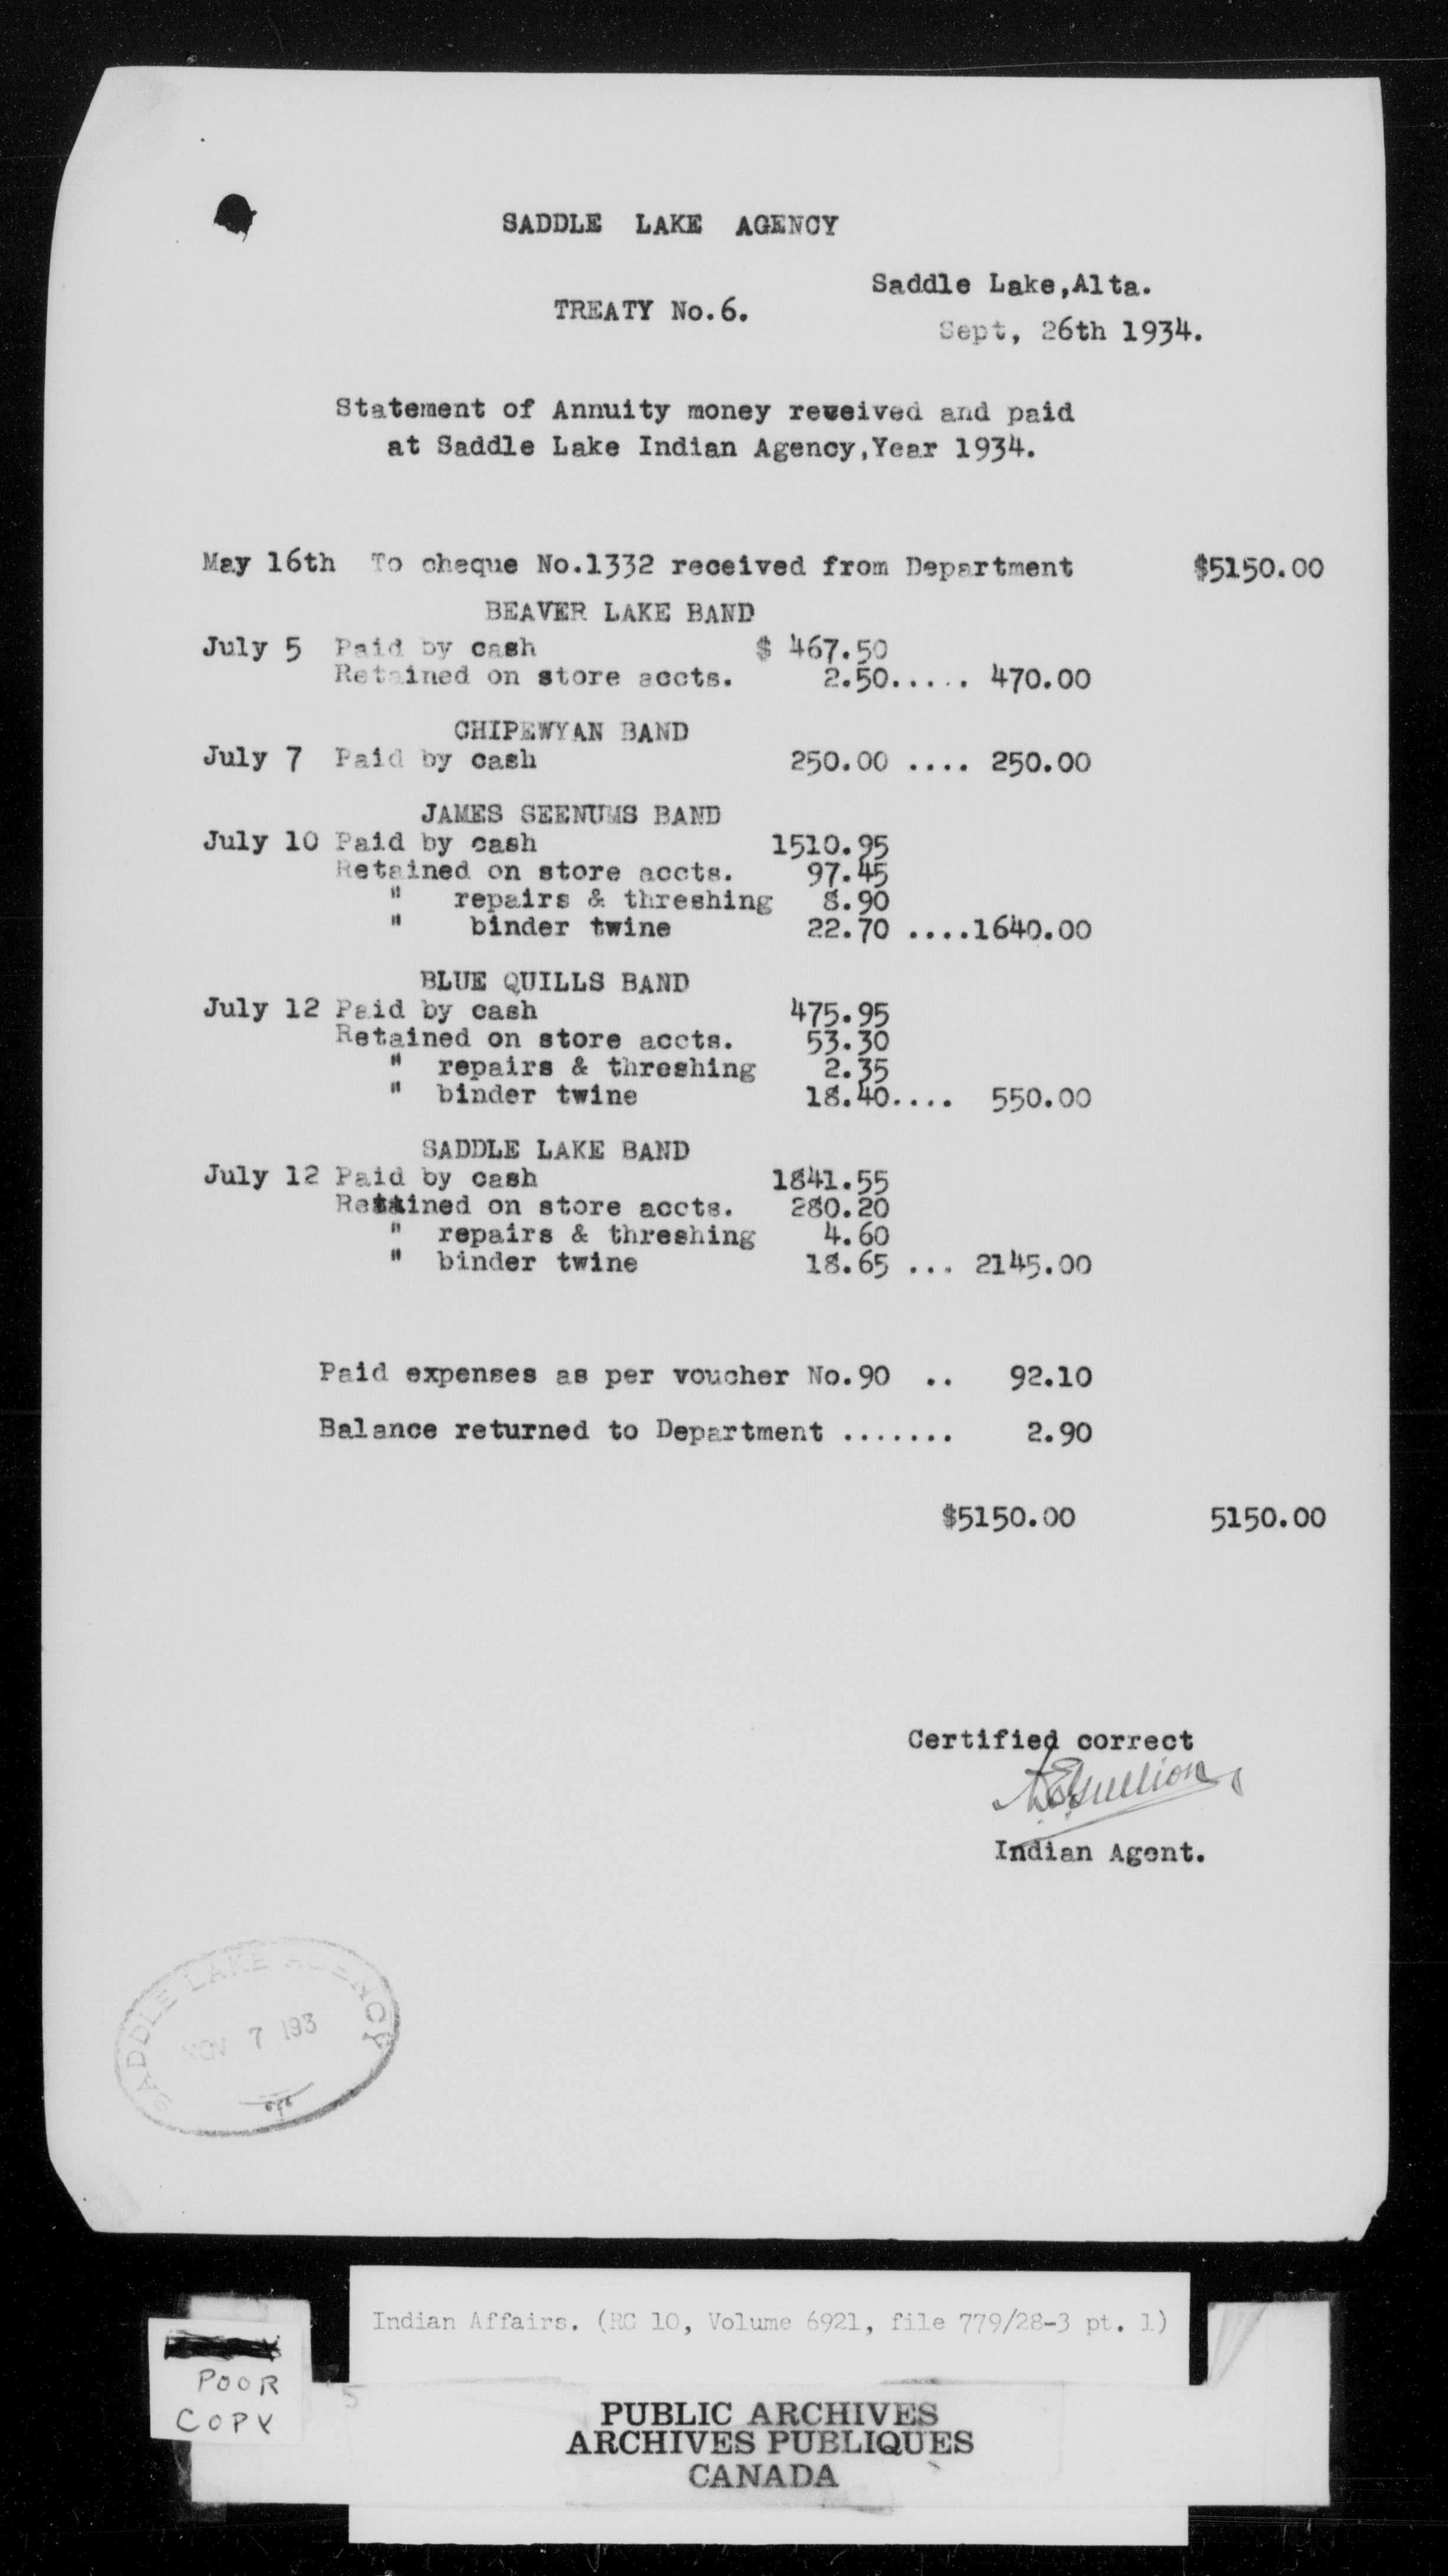 SADDLE LAKE AGENCY
Saddle Lake,Alta.
TREATY No.6.
Sept, 26th 1934.
Statement of Annuity money reveived and paid
at Saddle Lake Indian Agency,Year 1934.
May 16th To cheque No.1332 received from Department $5150.00
BEAVER LAKE BAND
July 5 Paid by cash $ 467.50
Retained on store accts. 2.50..... 470.00
CHIPEWYAN BAND
July 7 Paid by cash 250.00 .... 250.00
JAMES SEENUMS BAND
July 10 Paid by cash 1510.95
Retained on store accts. 97.45
" repairs & threshing 8.90
" binder twine 22.70 ....1640.00
BLUE QUILLS BAND
July 12 Paid by cash 475.95
Retained on store accts. 53.30
" repairs & threshing 2.35
" binder twine 18.40.... 550.00
SADDLE LAKE BAND
July 12 Paid by cash 1841.55
Retained on store accts. 280.20
" repairs & threshing 4.60
" binder twine 18.65 ... 2145.00
Paid expenses as per voucher No.90 .. 92.10
Balance returned to Department ....... 2.90
$5150.00 5150.00
Certified correct
Indian Agent.
SADDLE LAKE AGENCY
NOV 7 193
Indian Affairs. (RG 10, Volume 6921, file 779/28-3 pt. 1)
POOR
COPY
PUBLIC ARCHIVES
ARCHIVES PUBLIQUES
CANADA